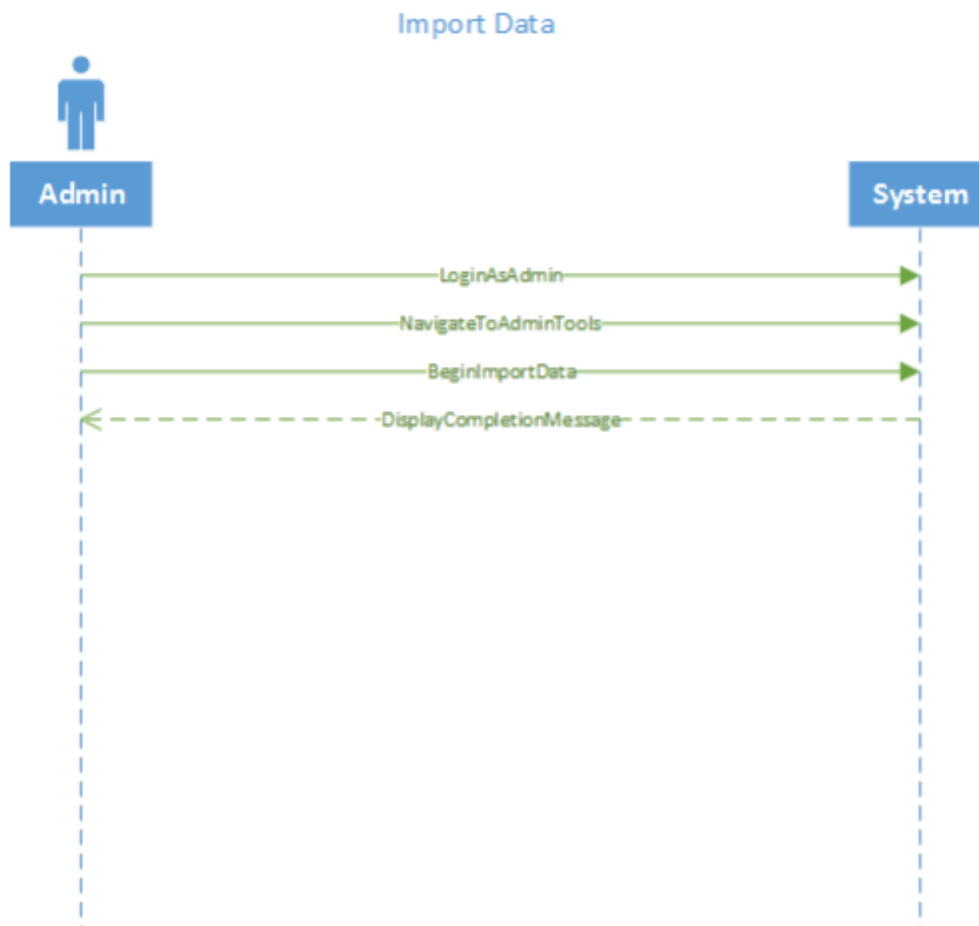 Import Data
Admin
System
LoginAsAdmin
NavigateToAdminTools
BeginImportData
DisplayCompletionMessage